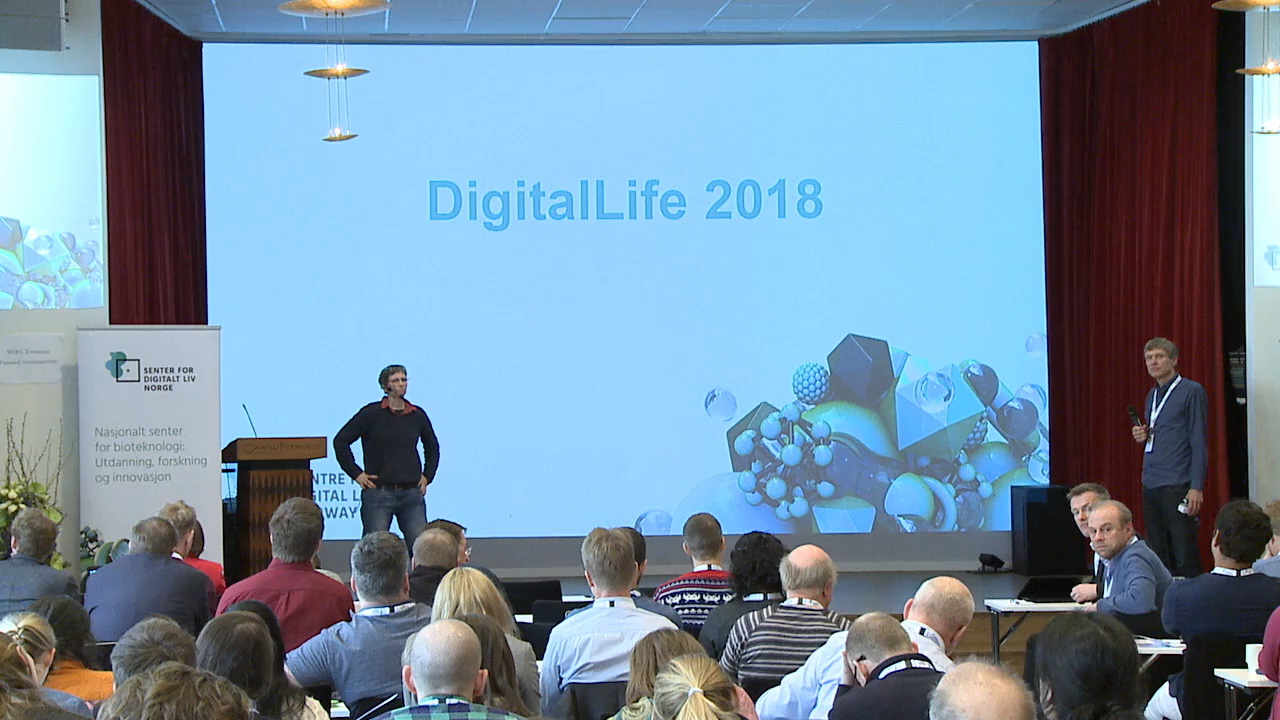 DigitalLife 2018
SENTER FOR
DIGITALT LIV
NORGE
Nasjonalt senter
for bioteknologi:
Utdanning, forskning
og innovasjon